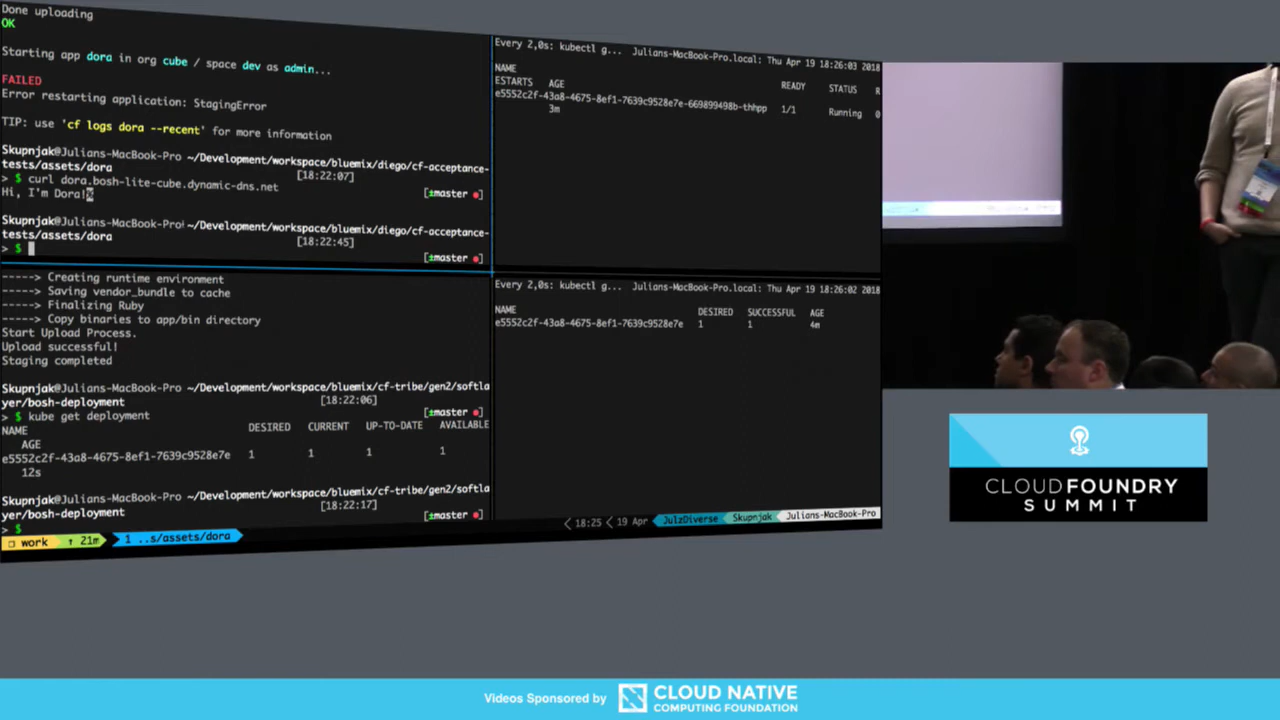 Done uploading
OK
Starting app dora in org cube / space dev as admin...
FAILED
Error restarting application: StagingError
TIP: use 'cf logs dora --recent' for more information
Skupnjak@Julians-MacBook-Pro ~/Development/workspace/bluemix/diego/cf-acceptance-
tests/assets/dora [18:22:07]
> $ curl dora.bosh-lite-cube.dynamic-dns.net [±master ●]
Hi, I'm Dora!%
Skupnjak@Julians-MacBook-Pro ~/Development/workspace/bluemix/diego/cf-acceptance-
tests/assets/dora [18:22:45]
> $ [±master ●]
-----> Creating runtime environment
-----> Saving vendor_bundle to cache
-----> Finalizing Ruby
-----> Copy binaries to app/bin directory
Start Upload Process.
Upload successful!
Staging completed
Skupnjak@Julians-MacBook-Pro ~/Development/workspace/bluemix/cf-tribe/gen2/softla
yer/bosh-deployment [18:22:06]
> $ kube get deployment [±master ●]
NAME DESIRED CURRENT UP-TO-DATE AVAILABLE
AGE
e5552c2f-43a8-4675-8ef1-7639c9528e7e 1 1 1 1
12s
Skupnjak@Julians-MacBook-Pro ~/Development/workspace/bluemix/cf-tribe/gen2/softla
yer/bosh-deployment [18:22:17]
> $ [±master ●]
work ↑ 21m 1 ..s/assets/dora
Every 2,0s: kubectl g... Julians-MacBook-Pro.local: Thu Apr 19 18:26:03 2018
NAME READY STATUS R
ESTARTS AGE
e5552c2f-43a8-4675-8ef1-7639c9528e7e-669899498b-thhpp 1/1 Running 0
3m
Every 2,0s: kubectl g... Julians-MacBook-Pro.local: Thu Apr 19 18:26:02 2018
NAME DESIRED SUCCESSFUL AGE
e5552c2f-43a8-4675-8ef1-7639c9528e7e 1 1 4m
18:25 19 Apr JulzDiverse Skupnjak Julians-MacBook-Pro
CLOUD FOUNDRY
SUMMIT
Videos Sponsored by CLOUD NATIVE
COMPUTING FOUNDATION